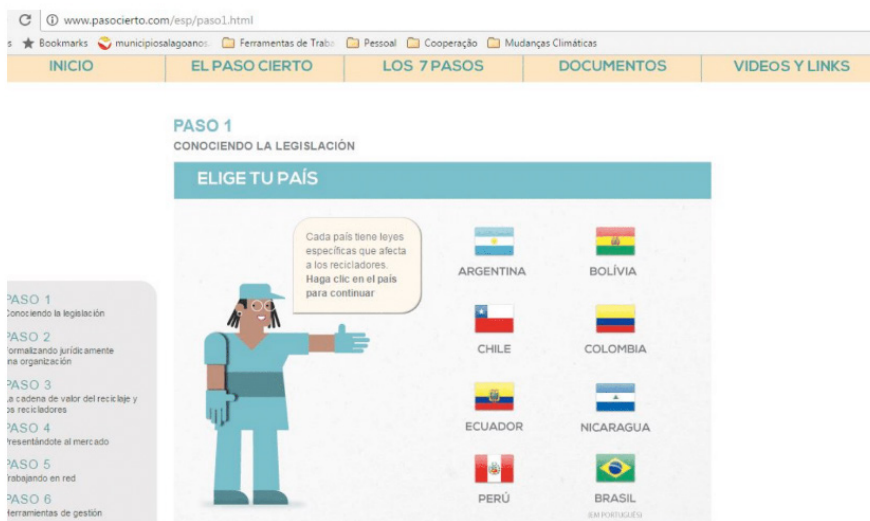 www.pasocierto.com/esp/paso1.html
s Bookmarks municipiosalagoanos. Ferramentas de Traba Pessoal Cooperação Mudanças Climáticas
INICIO EL PASO CIERTO LOS 7 PASOS DOCUMENTOS VIDEOS Y LINKS
PASO 1
CONOCIENDO LA LEGISLACIÓN
ELIGE TU PAÍS
Cada país tiene leyes
específicas que afecta
a los recicladores.
Haga clic en el país
para continuar
ARGENTINA BOLÍVIA
CHILE COLOMBIA
ECUADOR NICARAGUA
PERÚ BRASIL
(EM PORTUGUÊS)
PASO 1
Conociendo la legislación
PASO 2
Formalizando jurídicamente
una organización
PASO 3
La cadena de valor del reciclaje y
los recicladores
PASO 4
Presentándote al mercado
PASO 5
Trabajando en red
PASO 6
Herramientas de gestión